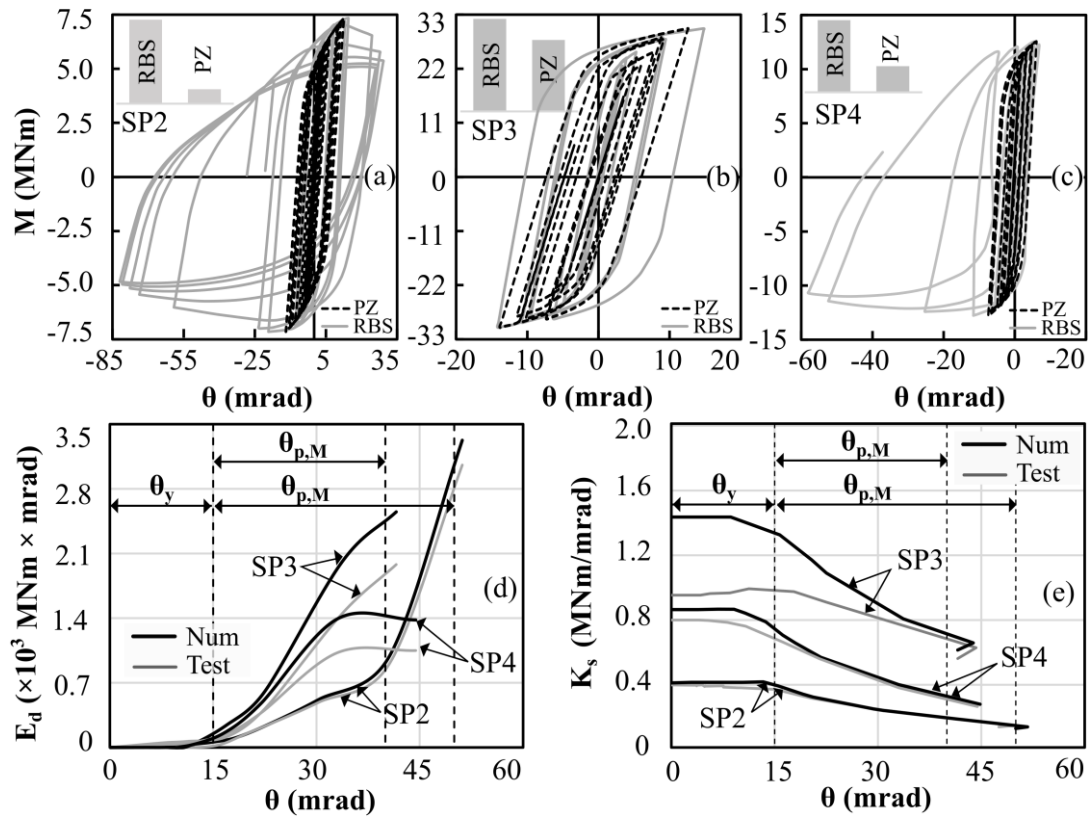 7.5
5.0
2.5
0
-2.5
-5.0
-7.5
M (MNm)
RBS
PZ
SP2
(a)
PZ
RBS
-85
-55
-25
5
35
θ (mrad)
33
22
11
0
-11
-22
-33
RBS
PZ
SP3
(b)
PZ
RBS
-20
-10
0
10
20
θ (mrad)
15
10
5
0
-5
-10
-15
RBS
PZ
SP4
(c)
PZ
RBS
-60
-40
-20
0
20
θ (mrad)
3.5
2.8
2.1
1.4
0.7
0
E_d (×10³ MNm × mrad)
θ_p,M
θ_y
θ_p,M
SP3
(d)
Num
Test
SP4
SP2
0
15
30
45
60
θ (mrad)
2.0
1.6
1.2
0.8
0.4
0
K_s (MNm/mrad)
Num
Test
θ_p,M
θ_y
θ_p,M
SP3
(e)
SP4
SP2
0
15
30
45
60
θ (mrad)